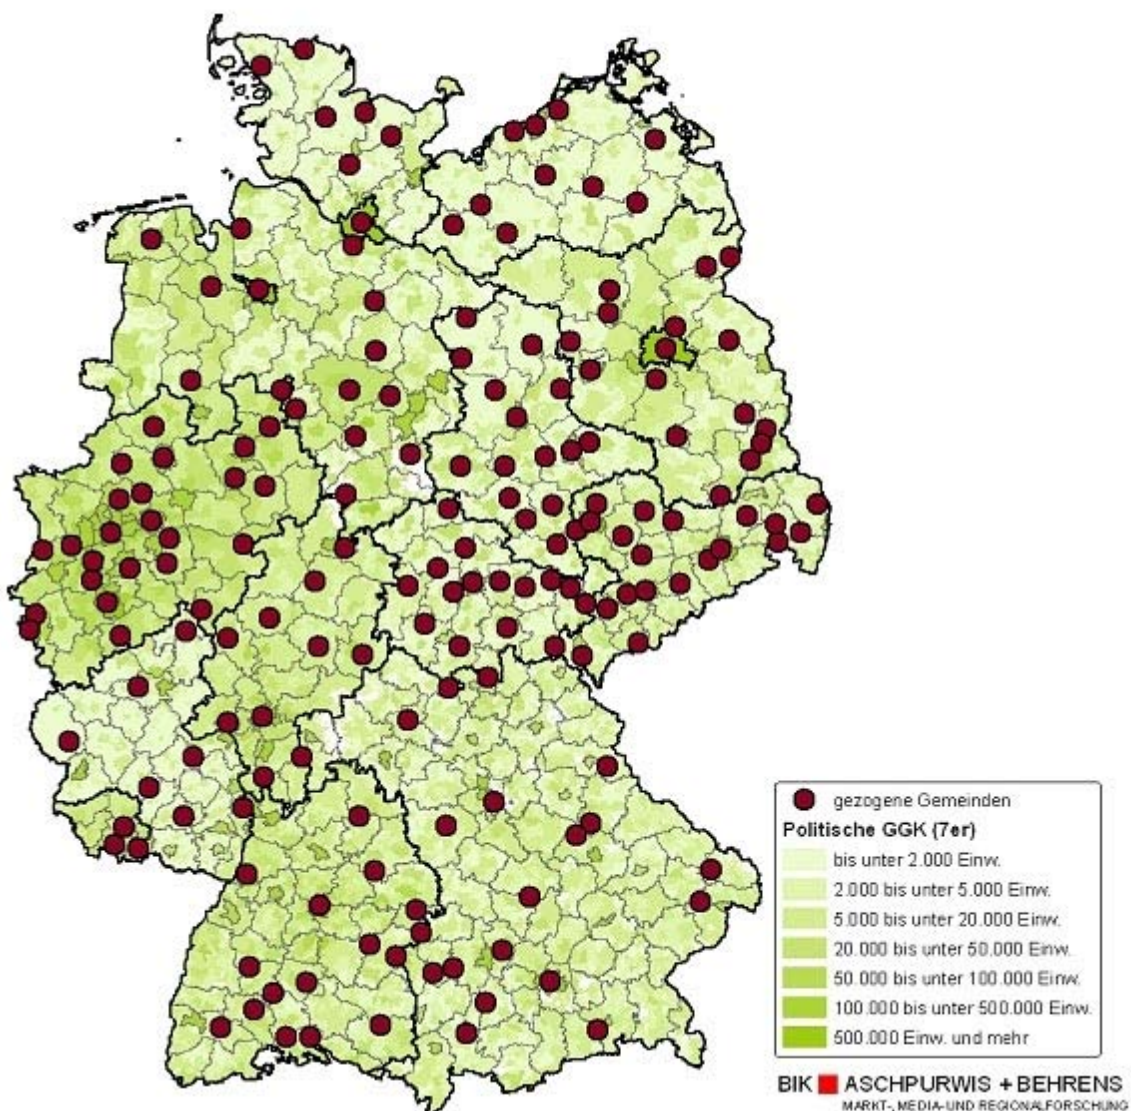 gezogene Gemeinden
Politische GGK (7er)
bis unter 2.000 Einw.
2.000 bis unter 5.000 Einw.
5.000 bis unter 20.000 Einw.
20.000 bis unter 50.000 Einw.
50.000 bis unter 100.000 Einw.
100.000 bis unter 500.000 Einw.
500.000 Einw. und mehr
BIK ASCHPURWIS + BEHRENS
MARKT-, MEDIA- UND REGIONALFORSCHUNG